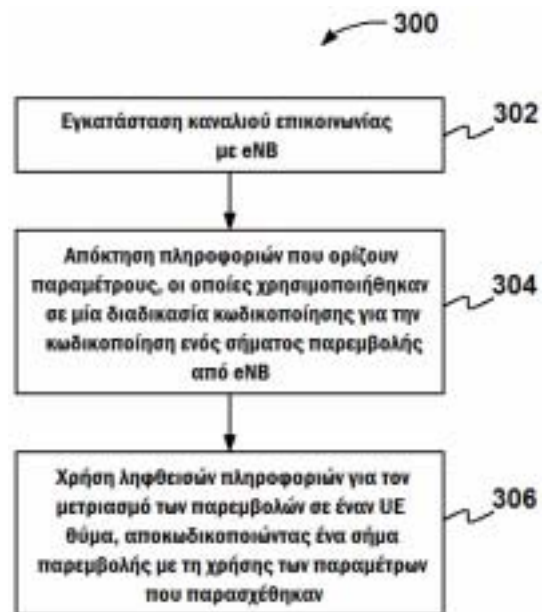 300
Εγκατάσταση καναλιού επικοινωνίας
με eNB
302
Απόκτηση πληροφοριών που ορίζουν
παραμέτρους, οι οποίες χρησιμοποιήθηκαν
σε μία διαδικασία κωδικοποίησης για την
κωδικοποίηση ενός σήματος παρεμβολής
από eNB
304
Χρήση ληφθεισών πληροφοριών για τον
μετριασμό των παρεμβολών σε έναν UE
θύμα, αποκωδικοποιώντας ένα σήμα
παρεμβολής με τη χρήσης των παραμέτρων
που παρασχέθηκαν
306